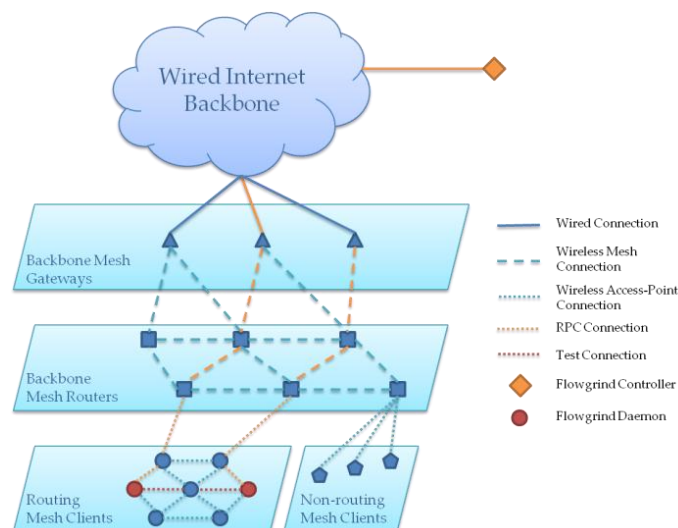 Wired Internet
Backbone
Backbone Mesh
Gateways
Backbone
Mesh Routers
Routing
Mesh Clients
Non-routing
Mesh Clients
Wired Connection
Wireless Mesh
Connection
Wireless Access-Point
Connection
RPC Connection
Test Connection
Flowgrind Controller
Flowgrind Daemon